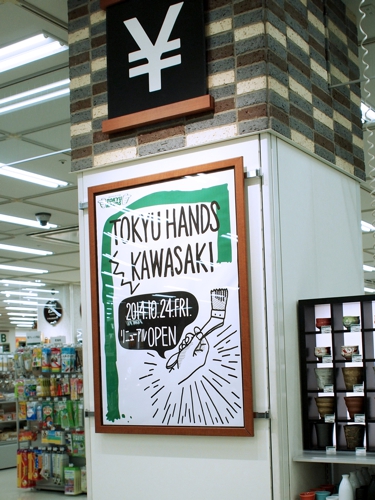 ¥
TOKYU HANDS
KAWASAKI
2014.10.24.FRI.
リニューアルOPEN